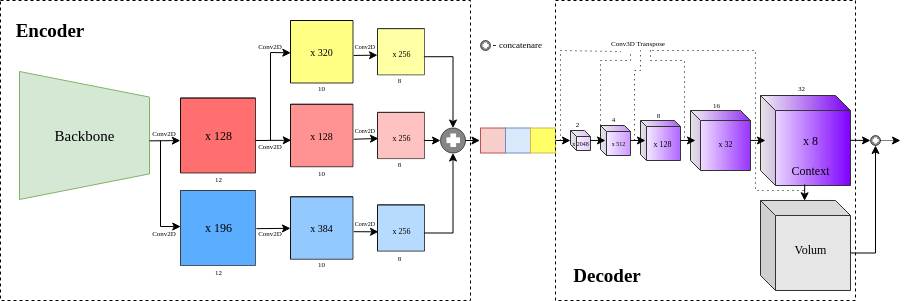 Encoder
Backbone
Conv2D
Conv2D
x 128
12
x 196
12
Conv2D
Conv2D
Conv2D
x 320
10
x 128
10
x 384
10
Conv2D
Conv2D
Conv2D
x 256
8
x 256
8
x 256
8
- concatenare
Decoder
Conv3D Transpose
2
x 2048
4
x 512
8
x 128
16
x 32
32
x 8
Context
Volum